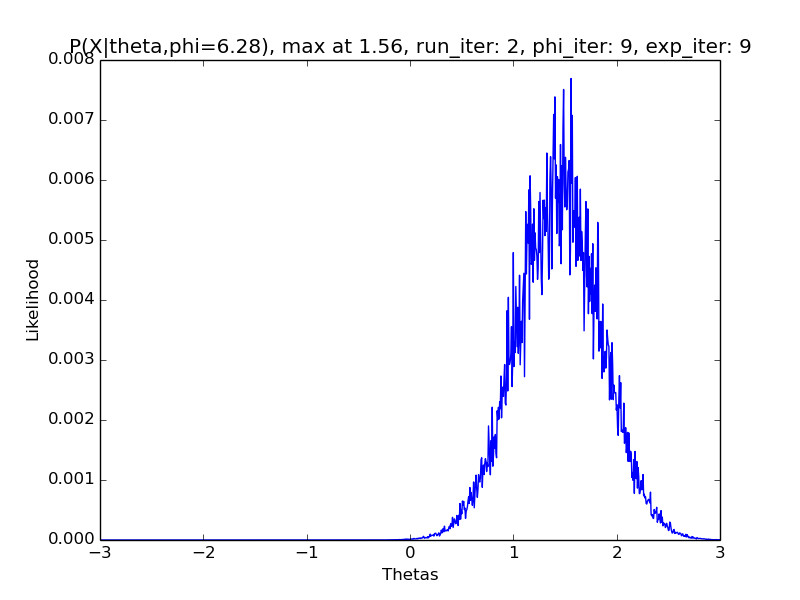 P(X|theta,phi=6.28), max at 1.56, run_iter: 2, phi_iter: 9, exp_iter: 9
0.008
0.007
0.006
0.005
0.004
0.003
0.002
0.001
0.000
Likelihood
−3 −2 −1 0 1 2 3
Thetas